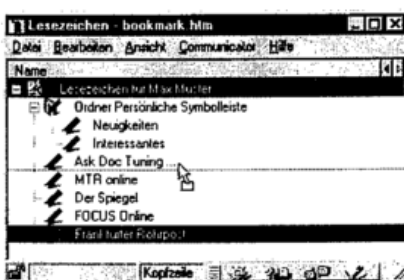 Lesezeichen - bookmark.htm
Datei Bearbeiten Ansicht Communicator Hilfe
Name
Lesezeichen für Max Muster
Ordner Persönliche Symbolleiste
Neuigkeiten
Interessantes
Ask Doc Tuning
MTR online
Der Spiegel
FOCUS Online
Frankfurter Rohrpost
Kopfzeile